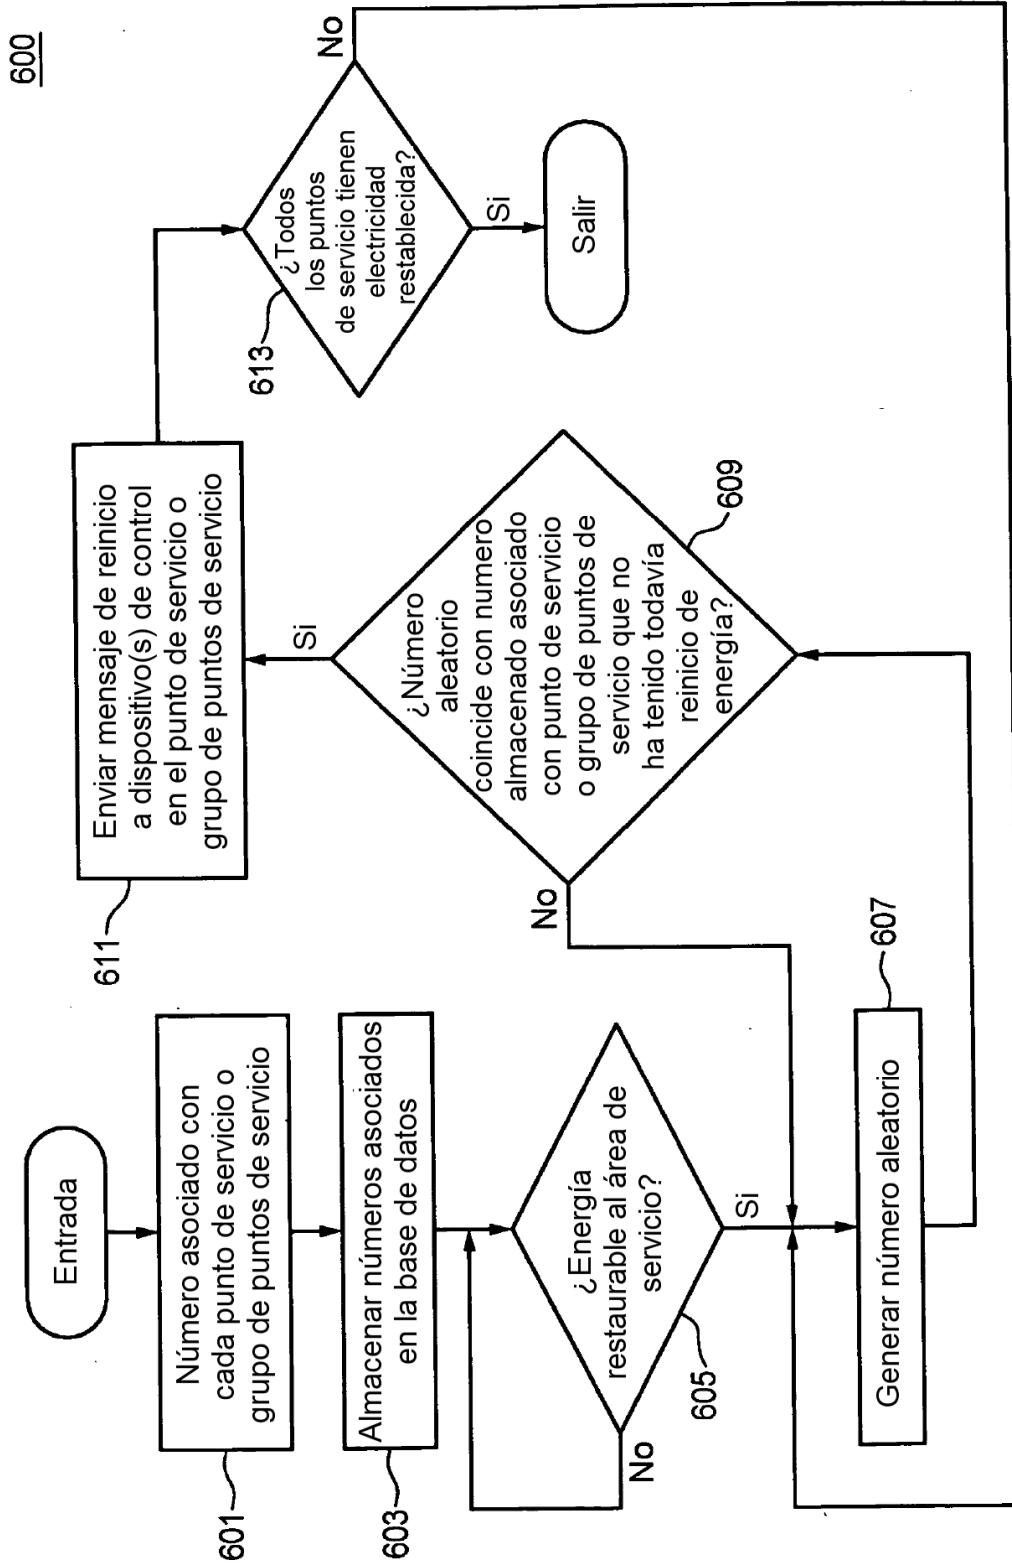 600
Entrada
Número asociado con
cada punto de servicio o
grupo de puntos de servicio
601
Almacenar números asociados
en la base de datos
603
¿Energía
restaurable al área de
servicio?
605
No
Si
Generar número aleatorio
607
¿Número
aleatorio
coincide con numero
almacenado asociado
con punto de servicio
o grupo de puntos de
servicio que no
ha tenido todavía
reinicio de
energía?
609
No
Si
Enviar mensaje de reinicio
a dispositivo(s) de control
en el punto de servicio o
grupo de puntos de servicio
611
¿Todos
los puntos
de servicio tienen
electricidad
restablecida?
613
No
Si
Salir